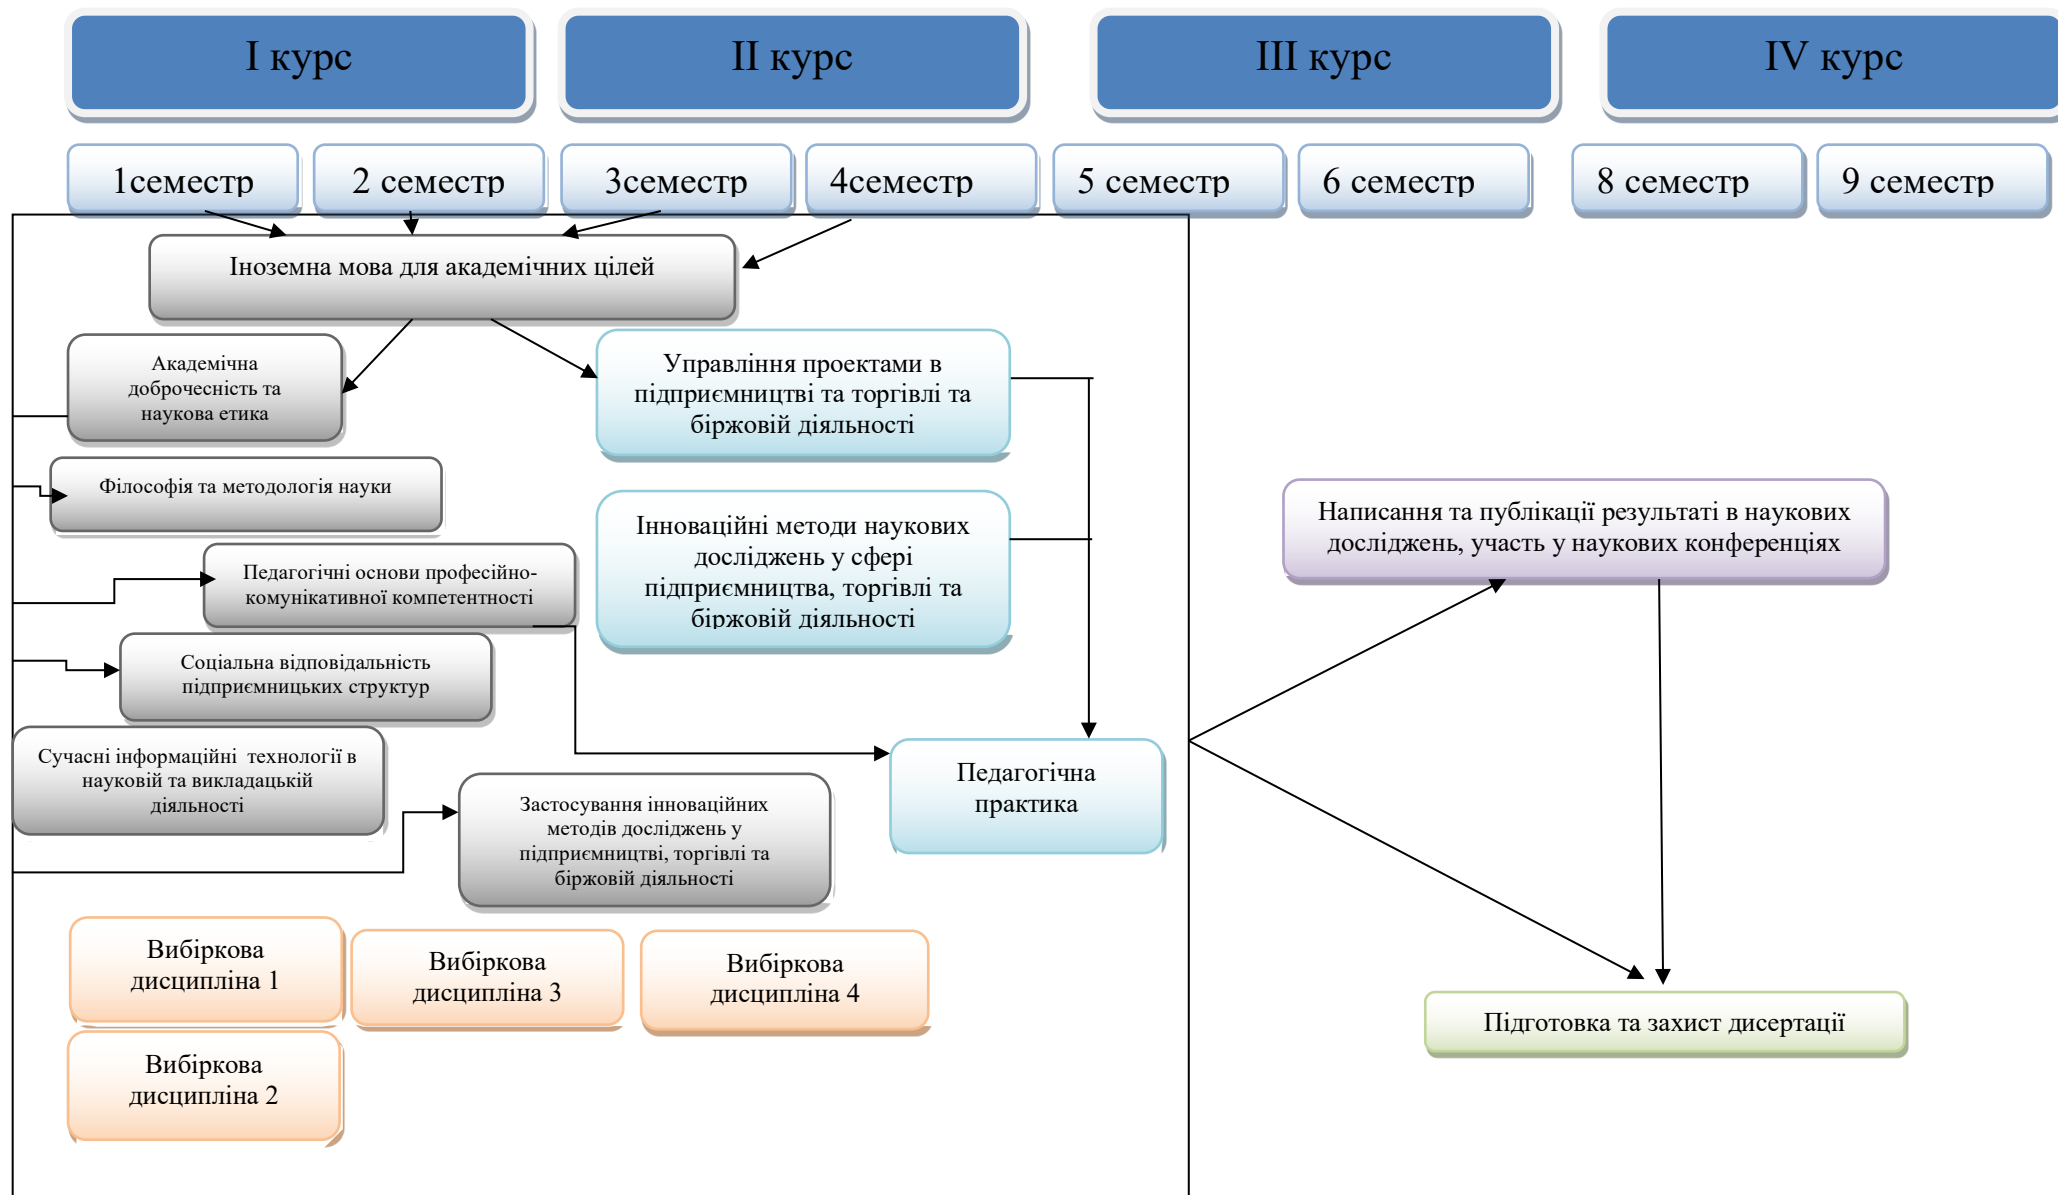 I курс
II курс
III курс
IV курс
1семестр
2 семестр
3семестр
4семестр
5 семестр
6 семестр
8 семестр
9 семестр
Іноземна мова для академічних цілей
Академічна
доброчесність та
наукова етика
Управління проектами в
підприємництві та торгівлі та
біржовій діяльності
Філософія та методологія науки
Інноваційні методи наукових
досліджень у сфері
підприємництва, торгівлі та
біржовій діяльності
Написання та публікації результаті в наукових
досліджень, участь у наукових конференціях
Педагогічні основи професійно-
комунікативної компетентності
Соціальна відповідальність
підприємницьких структур
Сучасні інформаційні технології в
науковій та викладацькій
діяльності
Педагогічна
практика
Застосування інноваційних
методів досліджень у
підприємництві, торгівлі та
біржовій діяльності
Вибіркова
дисципліна 1
Вибіркова
дисципліна 3
Вибіркова
дисципліна 4
Підготовка та захист дисертації
Вибіркова
дисципліна 2